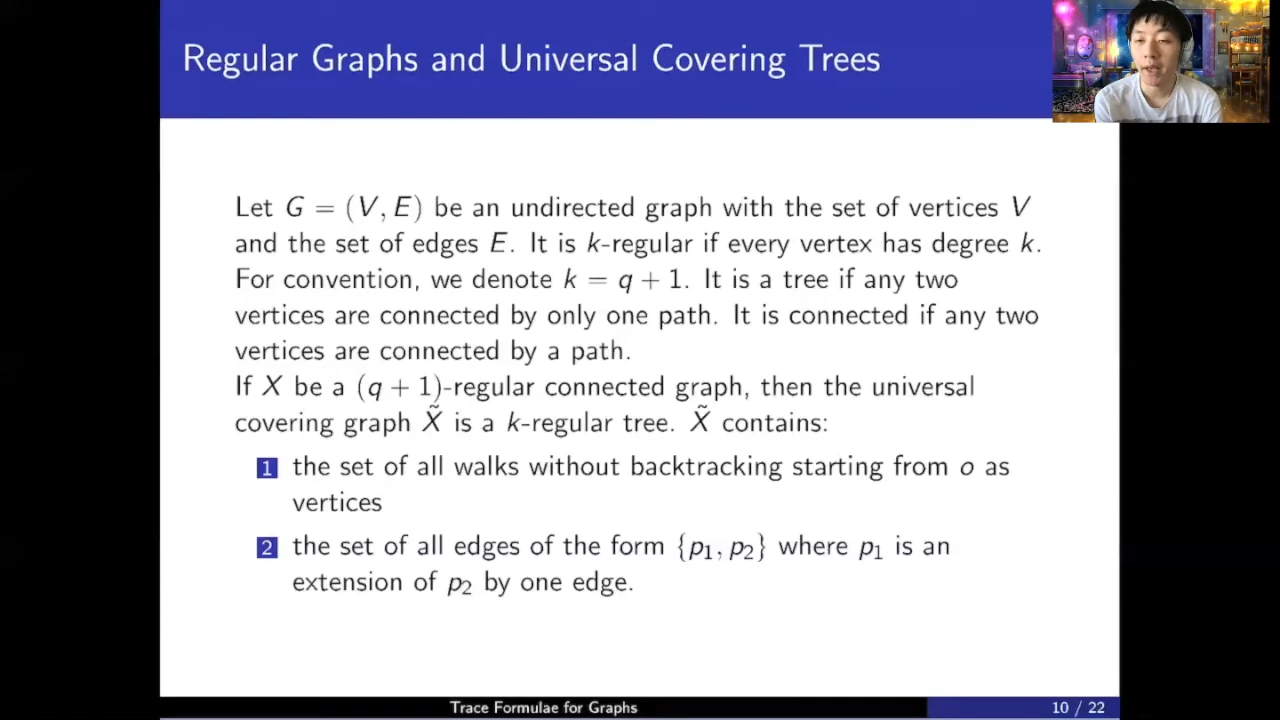 Regular Graphs and Universal Covering Trees
Let G = (V, E) be an undirected graph with the set of vertices V
and the set of edges E. It is k-regular if every vertex has degree k.
For convention, we denote k = q + 1. It is a tree if any two
vertices are connected by only one path. It is connected if any two
vertices are connected by a path.
If X be a (q + 1)-regular connected graph, then the universal
covering graph X̃ is a k-regular tree. X̃ contains:
1 the set of all walks without backtracking starting from o as
vertices
2 the set of all edges of the form {p₁, p₂} where p₁ is an
extension of p₂ by one edge.
Trace Formulae for Graphs
10 / 22